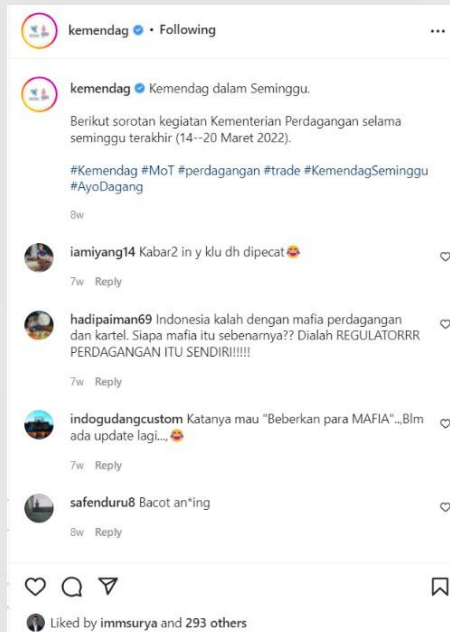 kemendag • Following
kemendag Kemendag dalam Seminggu.
Berikut sorotan kegiatan Kementerian Perdagangan selama
seminggu terakhir (14--20 Maret 2022).
#Kemendag #MoT #perdagangan #trade #KemendagSeminggu
#AyoDagang
8w
iamiyang14 Kabar2 in y klu dh dipecat😂
7w Reply
hadipaiman69 Indonesia kalah dengan mafia perdagangan
dan kartel. Siapa mafia itu sebenarnya?? Dialah REGULATORRR
PERDAGANGAN ITU SENDIRI!!!!!
7w Reply
indogudangcustom Katanya mau "Beberkan para MAFIA"..,Blm
ada update lagi...,😂
7w Reply
safenduru8 Bacot an*ing
8w Reply
Liked by immsurya and 293 others